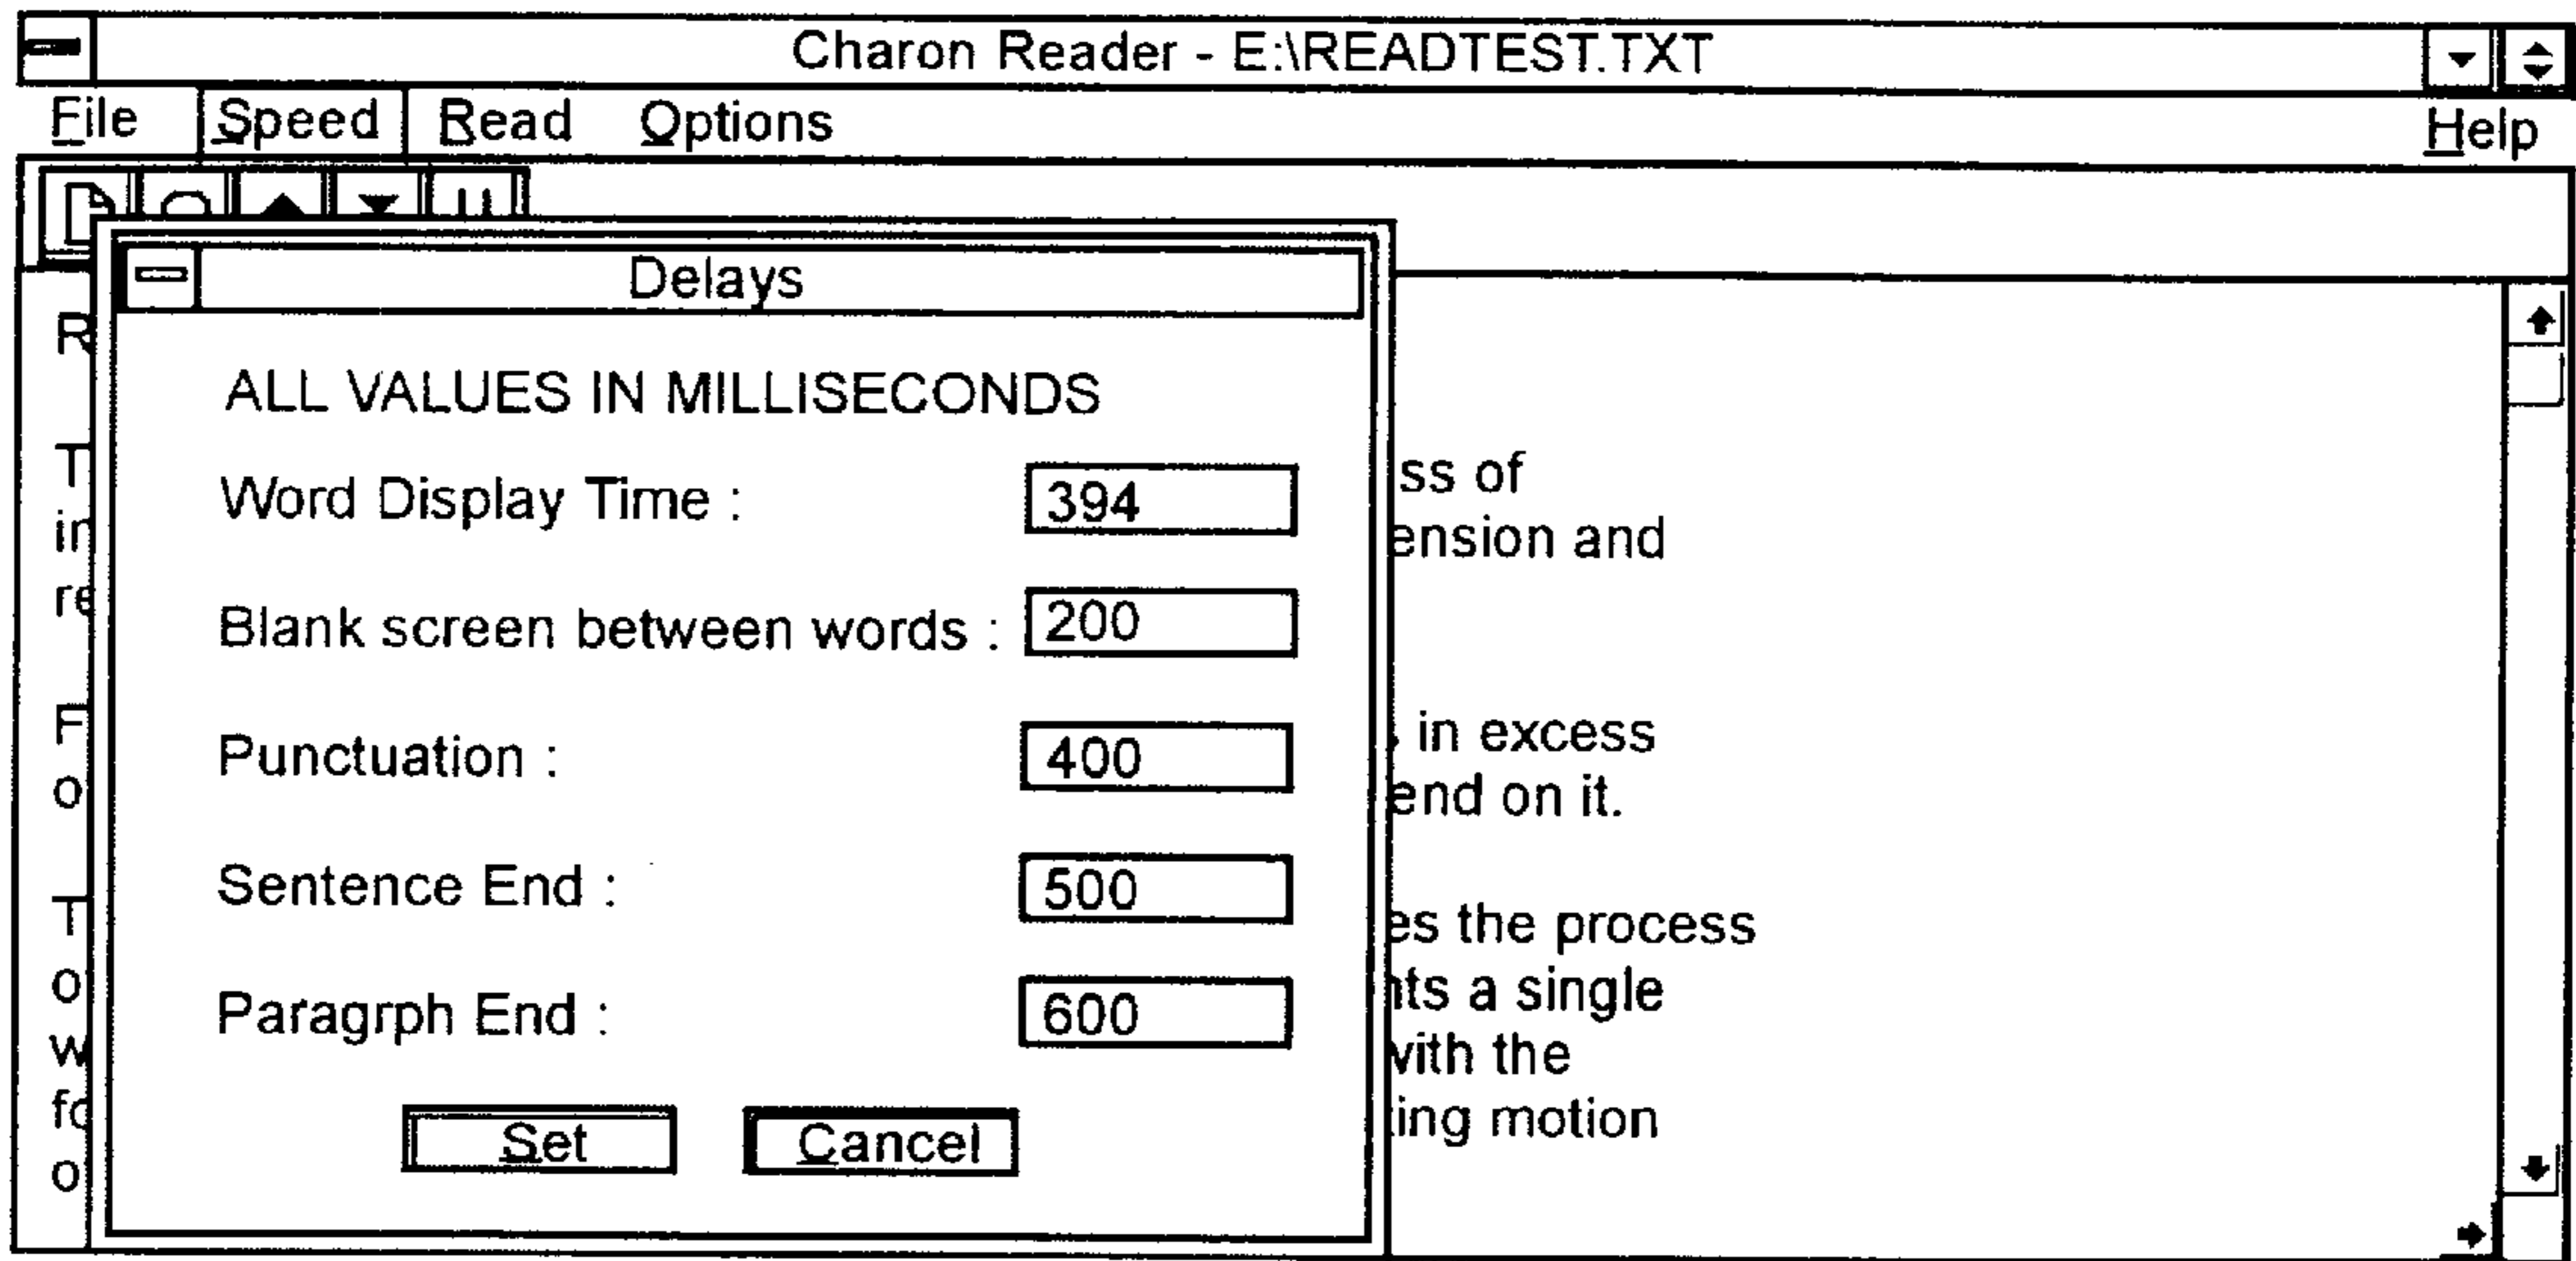 Charon Reader - E:\READTEST.TXT
File Speed Read Options Help
Delays
ALL VALUES IN MILLISECONDS
Word Display Time : 394
Blank screen between words : 200
Punctuation : 400
Sentence End : 500
Paragrph End : 600
Set Cancel
ss of
ension and
in excess
end on it.
es the process
nts a single
with the
ing motion